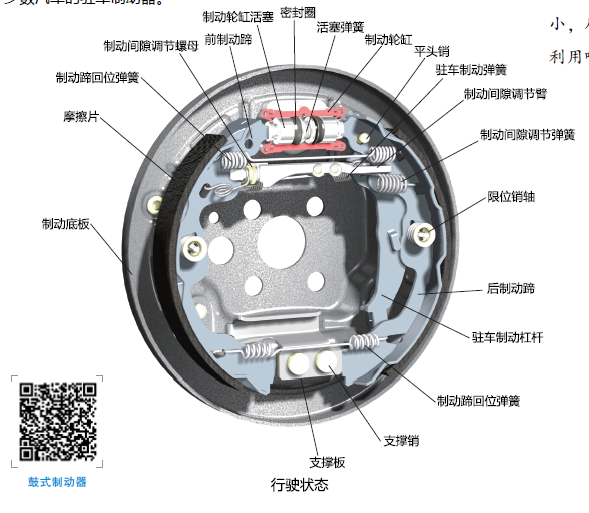 少数汽车的驻车制动器。
小，
利用
密封圈
制动轮缸活塞
活塞弹簧
前制动蹄
制动轮缸
制动间隙调节螺母
平头销
制动蹄回位弹簧
驻车制动弹簧
制动间隙调节臂
摩擦片
制动间隙调节弹簧
限位销轴
制动底板
后制动蹄
驻车制动杠杆
制动蹄回位弹簧
支撑销
支撑板
鼓式制动器
行驶状态